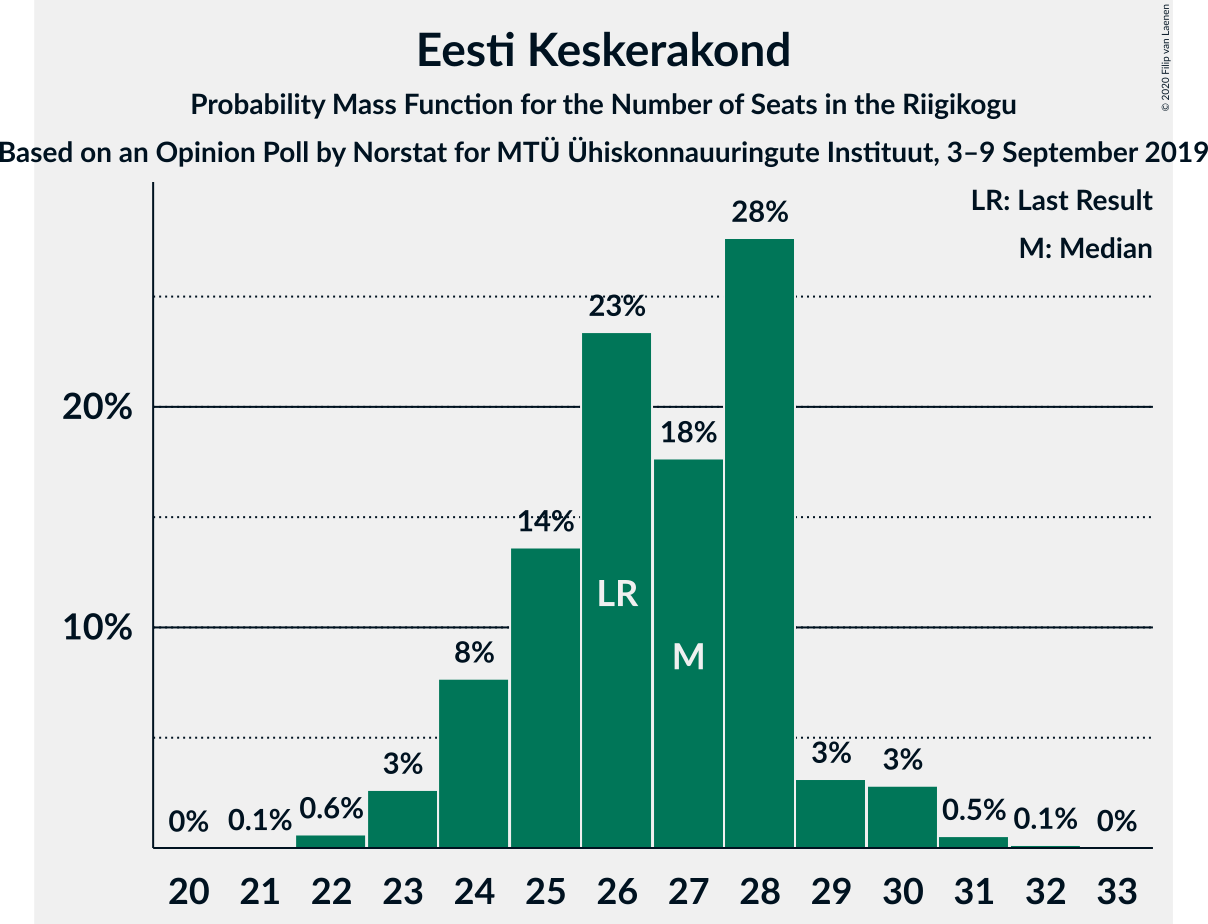 Eesti Keskerakond
Probability Mass Function for the Number of Seats in the Riigikogu
Based on an Opinion Poll by Norstat for MTÜ Ühiskonnauuringute Instituut, 3–9 September 2019
© 2020 Filip van Laenen
LR: Last Result
M: Median
28%
23%
20%
18%
14%
LR
10%
M
8%
3%
3%
3%
0%
0.1%
0.6%
0.5%
0.1%
0%
20 21 22 23 24 25 26 27 28 29 30 31 32 33